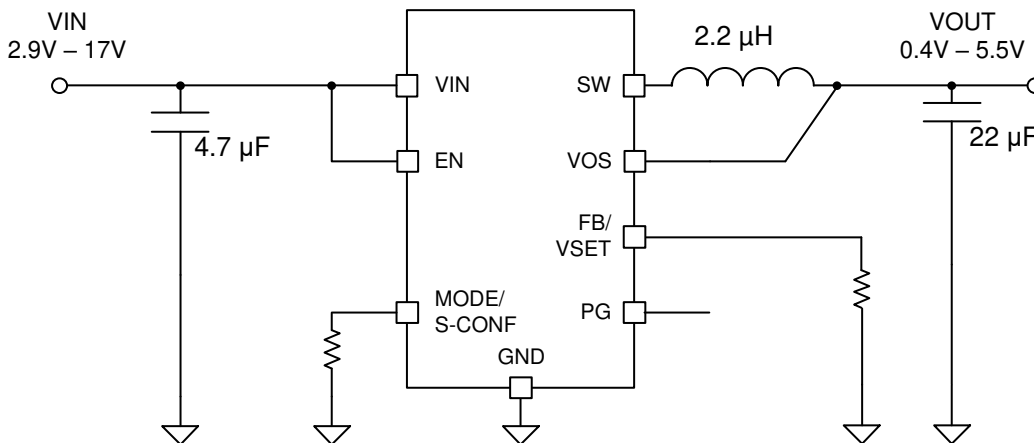 VIN
2.9V – 17V
4.7 µF
VIN
EN
MODE/
S-CONF
GND
SW
VOS
FB/
VSET
PG
2.2 µH
VOUT
0.4V – 5.5V
22 µF